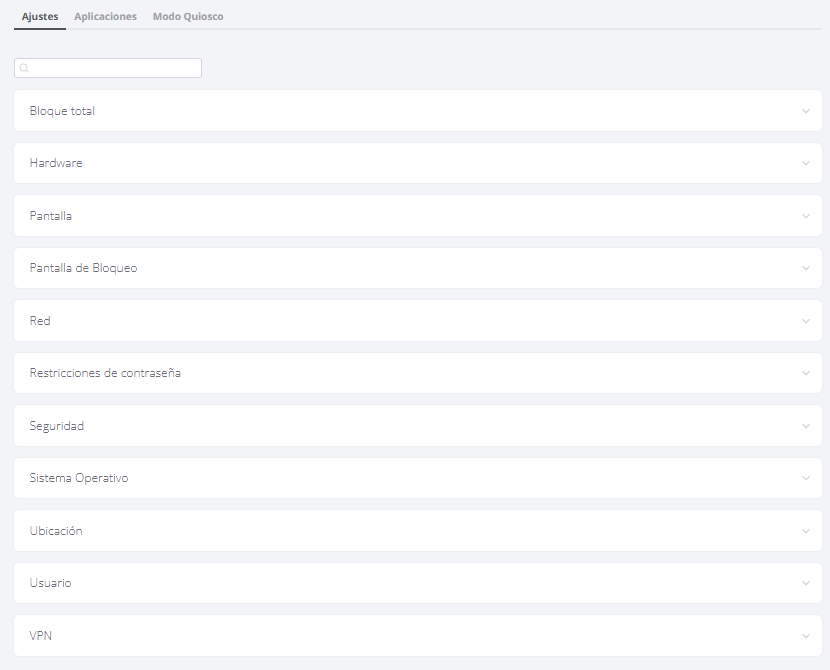 Ajustes Aplicaciones Modo Quiosco
Bloque total
Hardware
Pantalla
Pantalla de Bloqueo
Red
Restricciones de contraseña
Seguridad
Sistema Operativo
Ubicación
Usuario
VPN